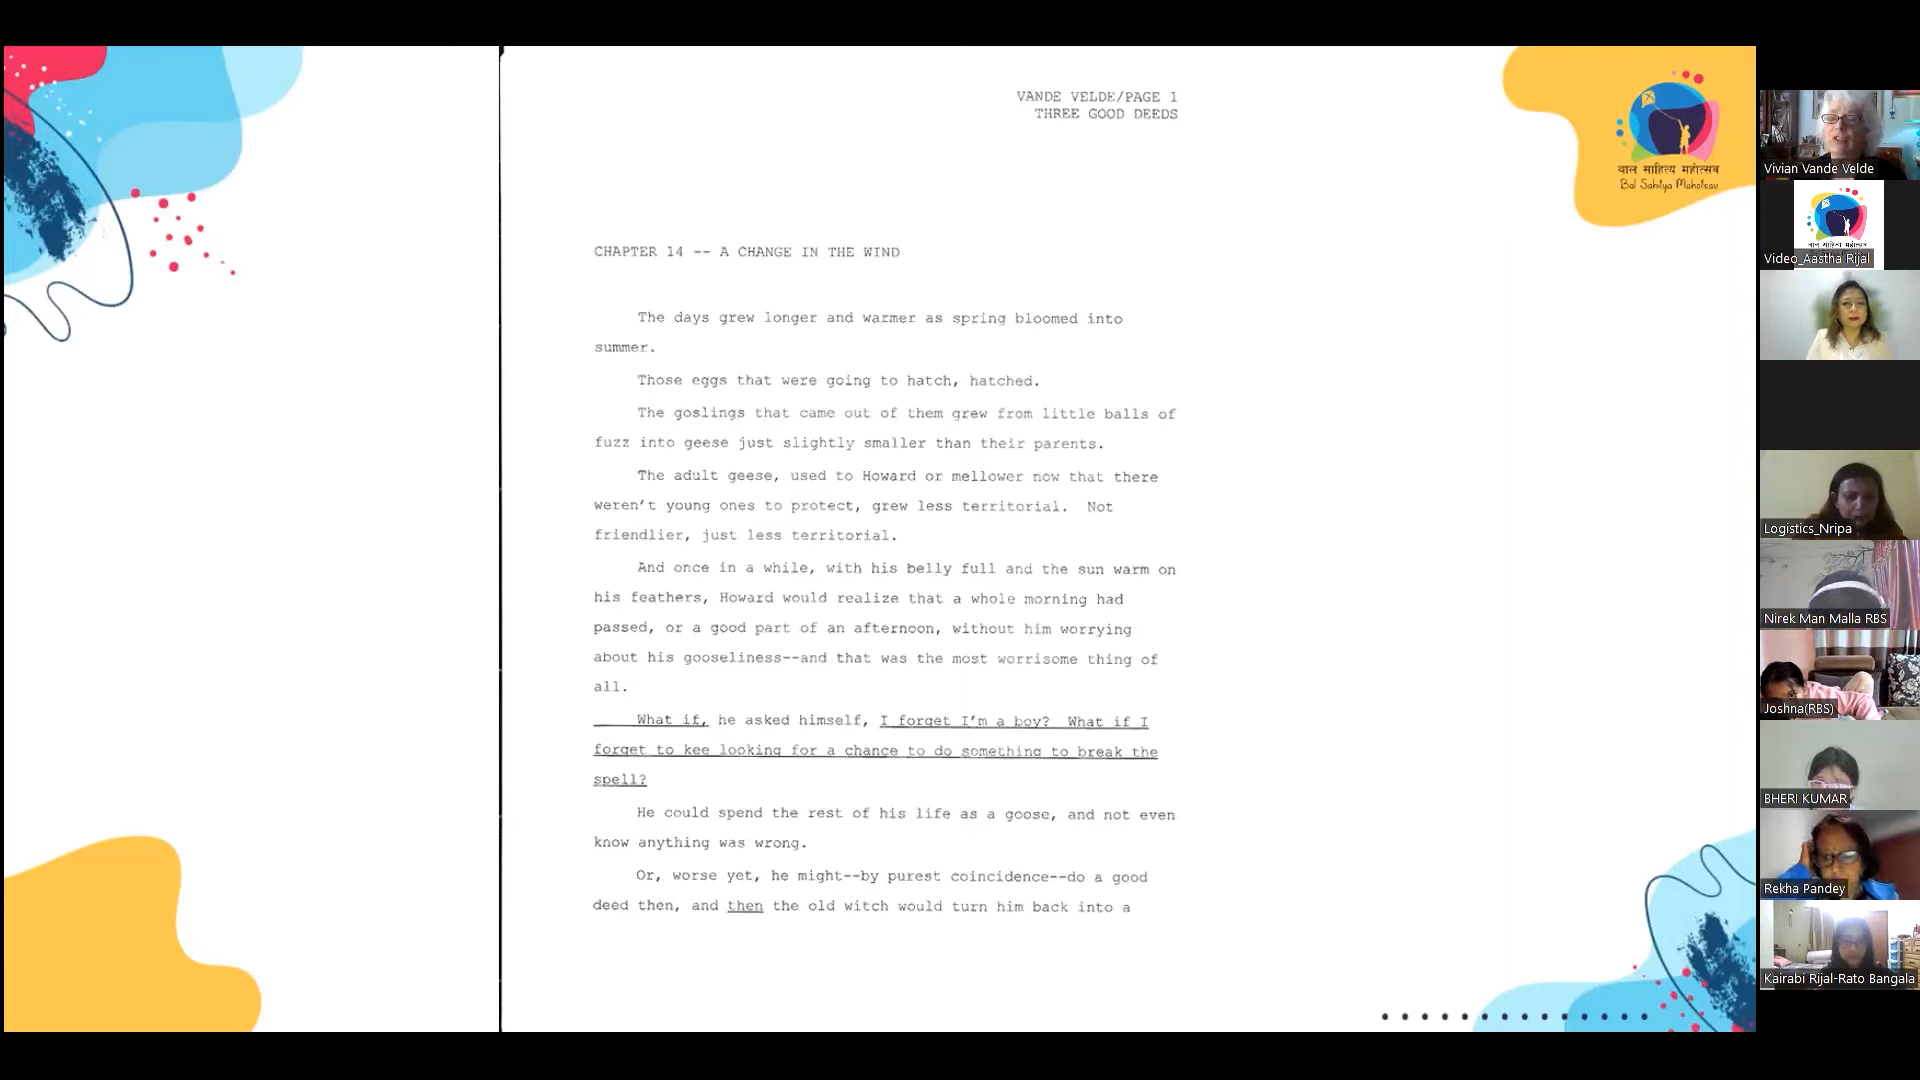 VANDE VELDE/PAGE 1
THREE GOOD DEEDS
बाल साहित्य महोत्सव
Bal Sahitya Mahotsav
CHAPTER 14 -- A CHANGE IN THE WIND
The days grew longer and warmer as spring bloomed into
summer.
Those eggs that were going to hatch, hatched.
The goslings that came out of them grew from little balls of
fuzz into geese just slightly smaller than their parents.
The adult geese, used to Howard or mellower now that there
weren't young ones to protect, grew less territorial.  Not
friendlier, just less territorial.
And once in a while, with his belly full and the sun warm on
his feathers, Howard would realize that a whole morning had
passed, or a good part of an afternoon, without him worrying
about his gooseliness--and that was the most worrisome thing of
all.
What if, he asked himself, I forget I'm a boy?  What if I
forget to kee looking for a chance to do something to break the
spell?
He could spend the rest of his life as a goose, and not even
know anything was wrong.
Or, worse yet, he might--by purest coincidence--do a good
deed then, and then the old witch would turn him back into a
Vivian Vande Velde
बाल साहित्य महोत्सव
Video_Aastha Rijal
Logistics_Nripa
Nirek Man Malla RBS
Joshna(RBS)
BHERI KUMAR
Rekha Pandey
Kairabi Rijal-Rato Bangala